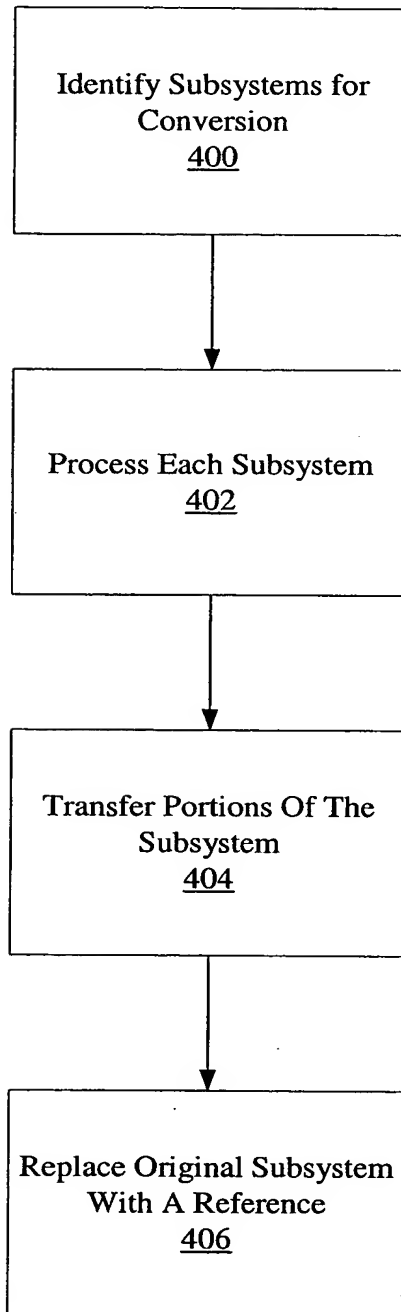 Identify Subsystems for
Conversion
400
Process Each Subsystem
402
Transfer Portions Of The
Subsystem
404
Replace Original Subsystem
With A Reference
406